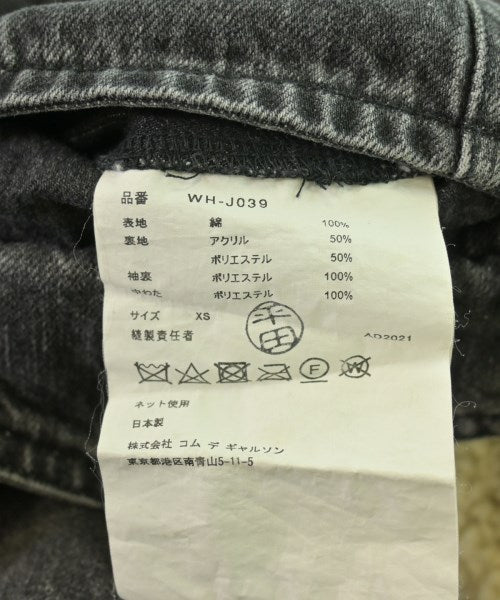 品番 WH-J039
表地 綿 100%
裏地 アクリル 50%
ポリエステル 50%
袖裏 ポリエステル 100%
中わた ポリエステル 100%
サイズ XS
縫製責任者 平田 AD2021
F W
ネット使用
日本製
株式会社 コム デ ギャルソン
東京都港区南青山5-11-5